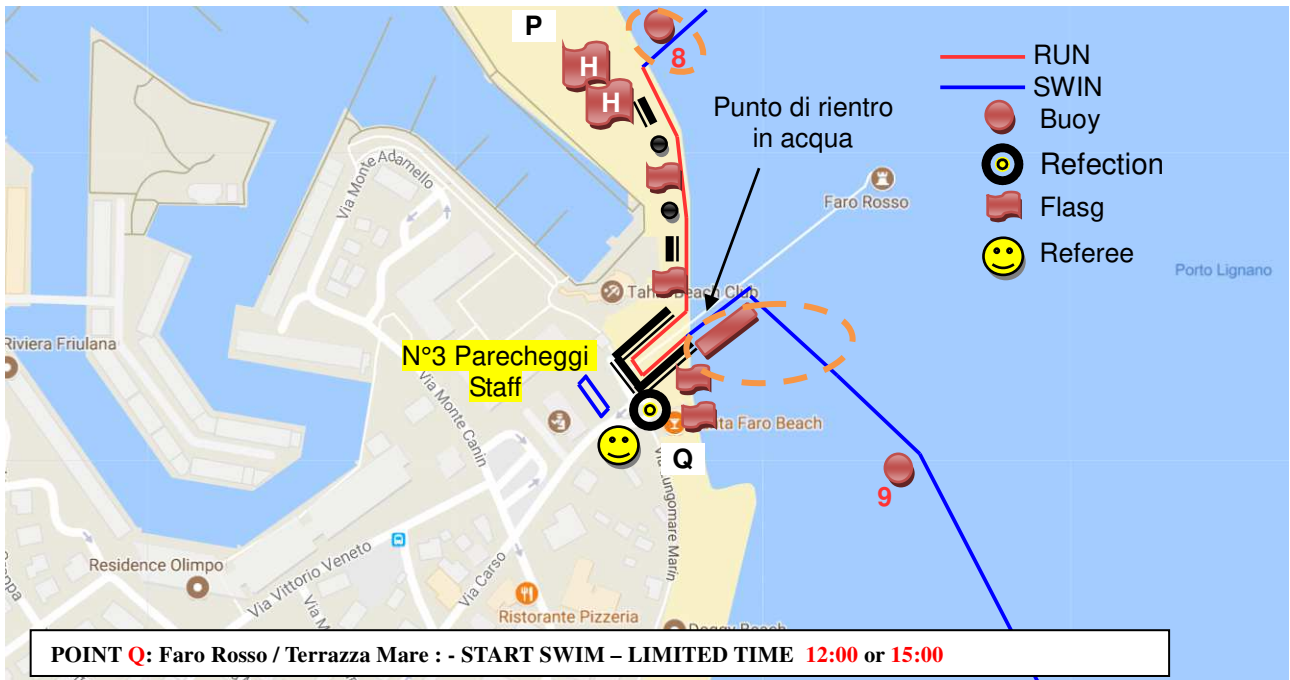 P
H
H
8
RUN
SWIN
Buoy
Refection
Flasg
Referee
Punto di rientro
in acqua
Faro Rosso
Porto Lignano
Via Monte Adamello
Riviera Friulana
N°3 Parecheggi
Staff
Via Monte Canin
Beach Club
Faro Beach
Q
9
Residence Olimpo
Via Vittorio Veneto
Via Carso
Ristorante Pizzeria
POINT Q: Faro Rosso / Terrazza Mare : - START SWIM – LIMITED TIME 12:00 or 15:00